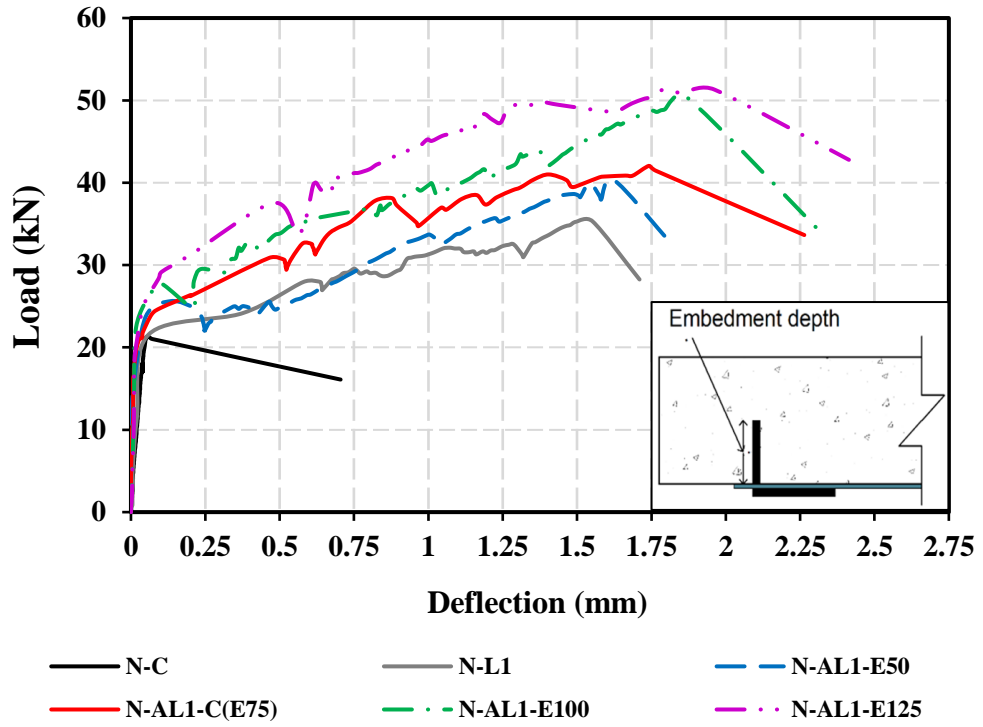 60
50
40
30
20
10
0
Load (kN)
Embedment depth
0 0.25 0.5 0.75 1 1.25 1.5 1.75 2 2.25 2.5 2.75
Deflection (mm)
N-C N-L1 N-AL1-E50
N-AL1-C(E75) N-AL1-E100 N-AL1-E125